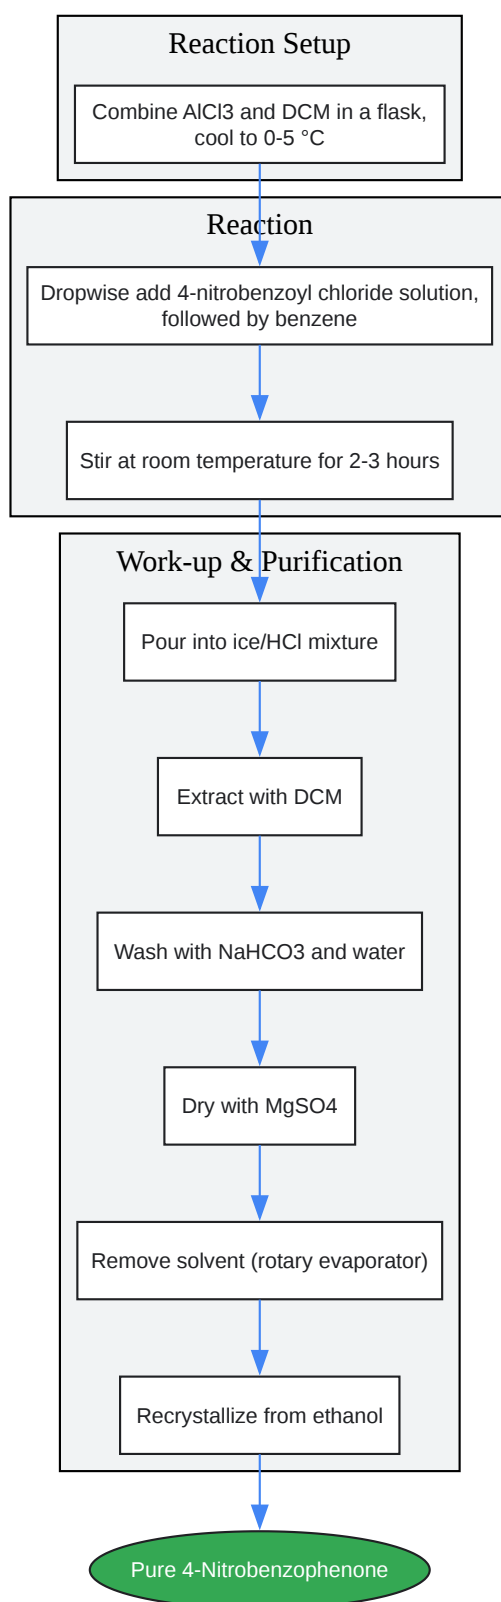 Reaction Setup
Combine AlCl3 and DCM in a flask,
cool to 0-5 °C
Reaction
Dropwise add 4-nitrobenzoyl chloride solution,
followed by benzene
Stir at room temperature for 2-3 hours
Work-up & Purification
Pour into ice/HCl mixture
Extract with DCM
Wash with NaHCO3 and water
Dry with MgSO4
Remove solvent (rotary evaporator)
Recrystallize from ethanol
Pure 4-Nitrobenzophenone